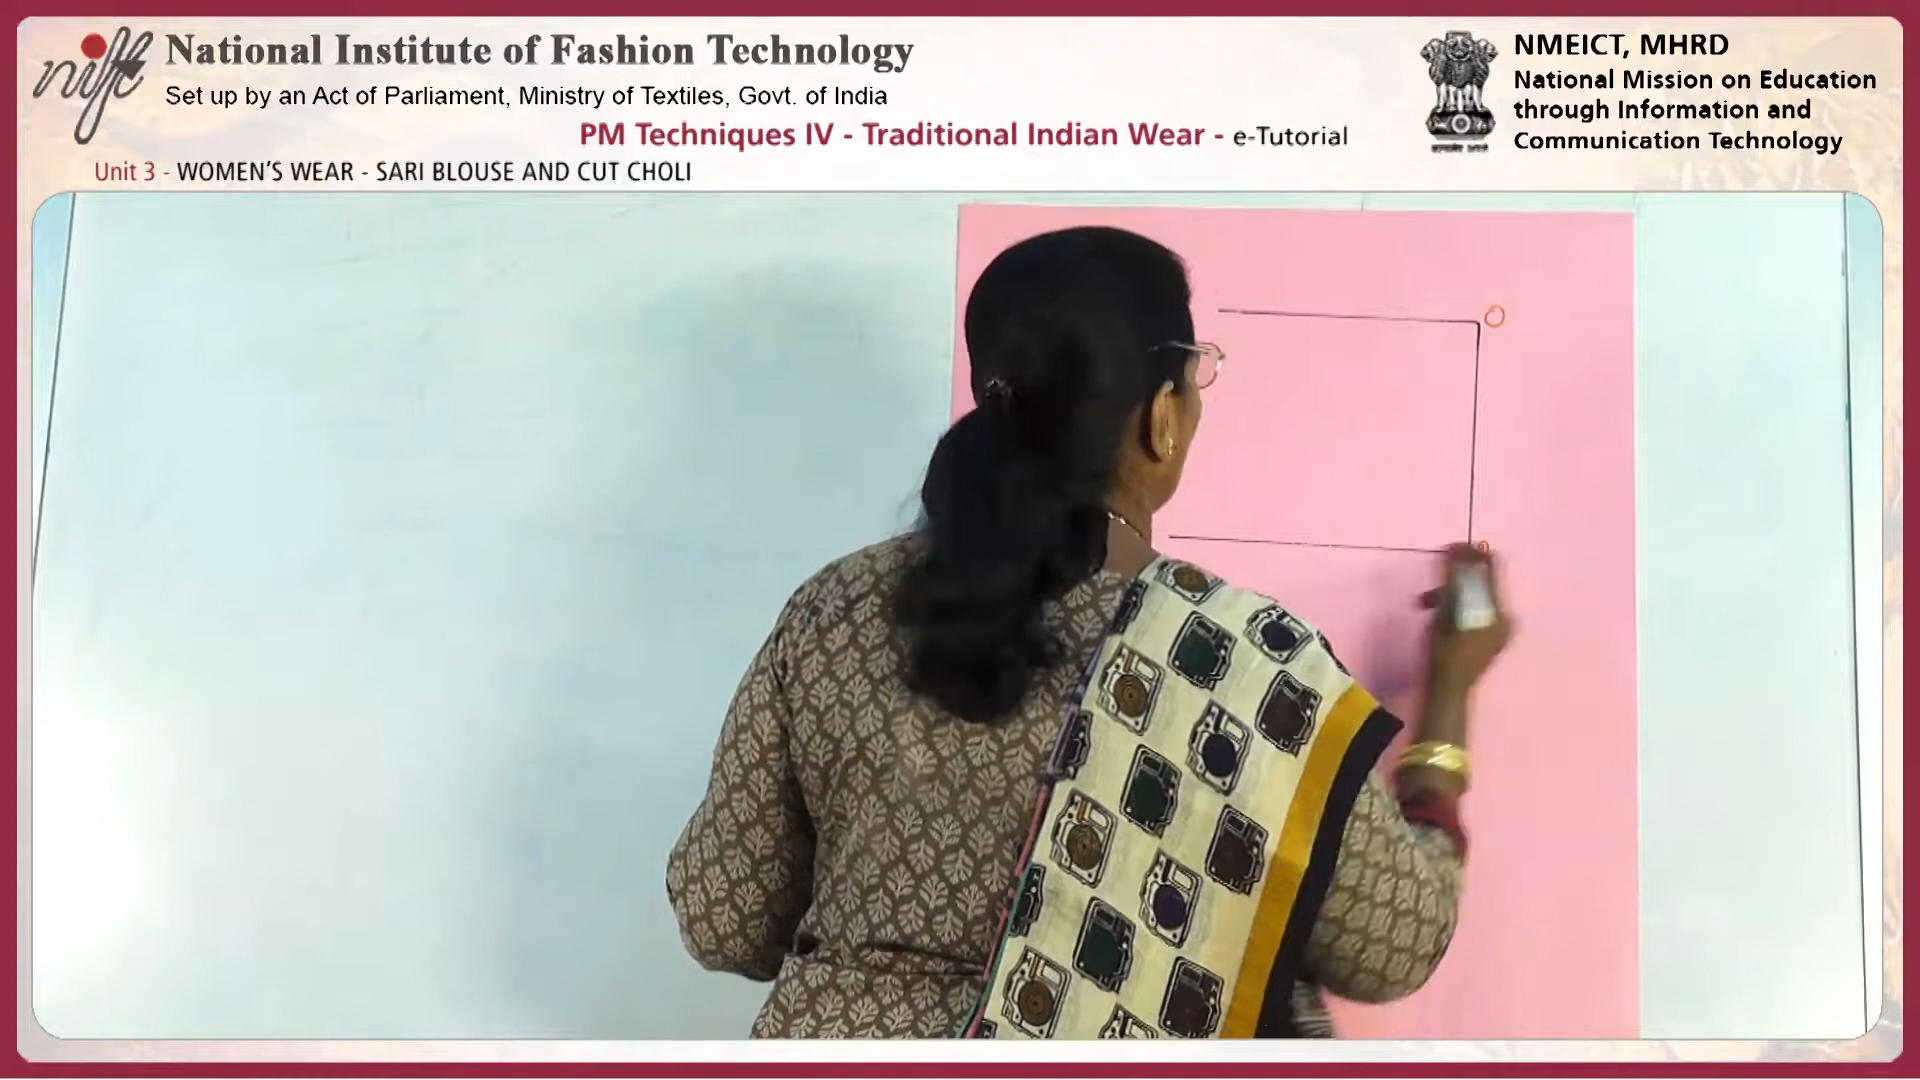 nift National Institute of Fashion Technology
Set up by an Act of Parliament, Ministry of Textiles, Govt. of India
PM Techniques IV - Traditional Indian Wear - e-Tutorial
Unit 3 - WOMEN'S WEAR - SARI BLOUSE AND CUT CHOLI
NMEICT, MHRD
National Mission on Education
through Information and
Communication Technology
0